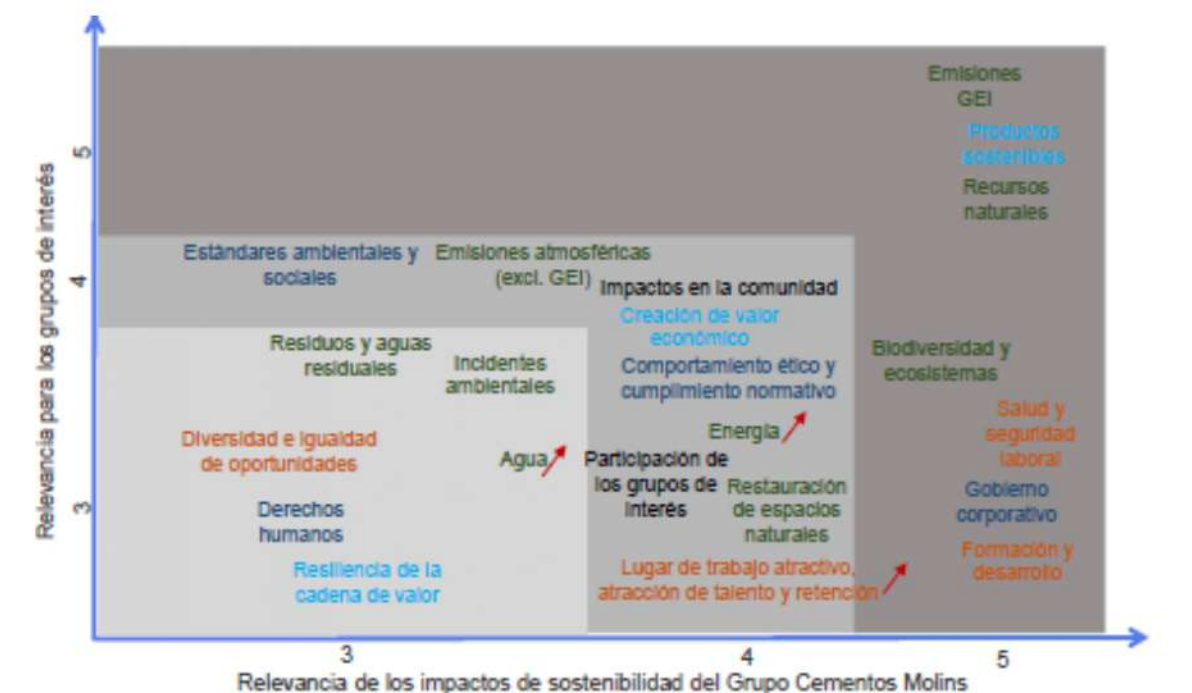 Emisiones
GEI
Productos
sostenibles
Recursos
naturales
Estándares ambientales y
sociales
Emisiones atmosféricas
(excl. GEI)
Impactos en la comunidad
Creación de valor
económico
Comportamiento ético y
cumplimiento normativo
Residuos y aguas
residuales
Incidentes
ambientales
Biodiversidad y
ecosistemas
Salud y
seguridad
laboral
Diversidad e igualdad
de oportunidades
Agua
Energía
Participación de
los grupos de
interés
Restauración
de espacios
naturales
Gobierno
corporativo
Derechos
humanos
Resiliencia de la
cadena de valor
Lugar de trabajo atractivo,
atracción de talento y retención
Formación y
desarrollo
Relevancia para los grupos de interés
5
4
3
3
4
5
Relevancia de los impactos de sostenibilidad del Grupo Cementos Molins